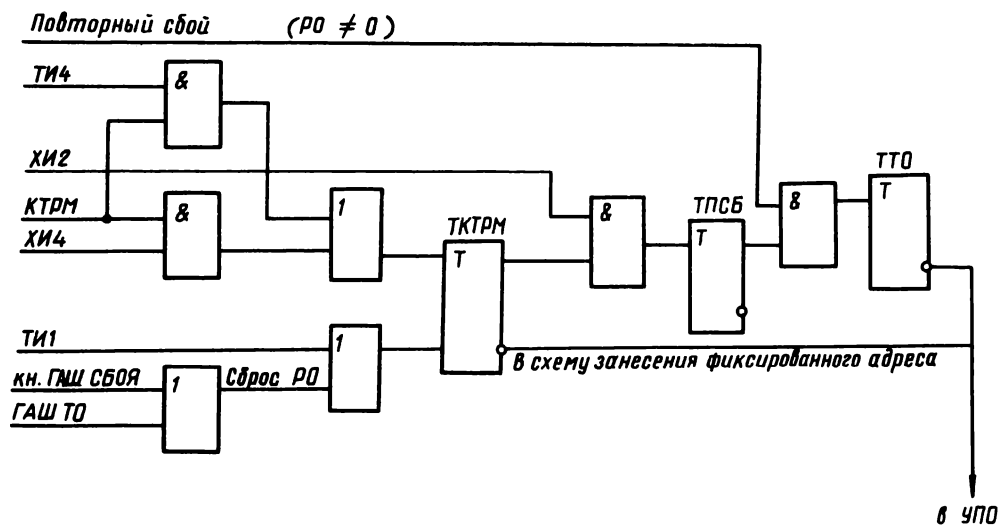 Повторный сбой (РО ≠ 0)
ТИ4
&
ХИ2
ТТО
Т
КТРМ
&
1
ТКТРМ
Т
&
ТПСБ
Т
&
ХИ4
ТИ1
1
В схему занесения фиксированного адреса
кн. ГАШ СБОЯ
1
Сброс РО
ГАШ ТО
в УПО